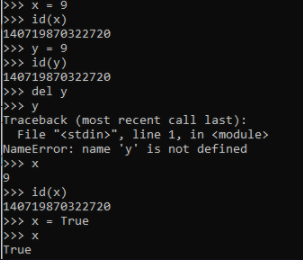 >>> x = 9
>>> id(x)
140719870322720
>>> y = 9
>>> id(y)
140719870322720
>>> del y
>>> y
Traceback (most recent call last):
  File "<stdin>", line 1, in <module>
NameError: name 'y' is not defined
>>> x
9
>>> id(x)
140719870322720
>>> x = True
>>> x
True